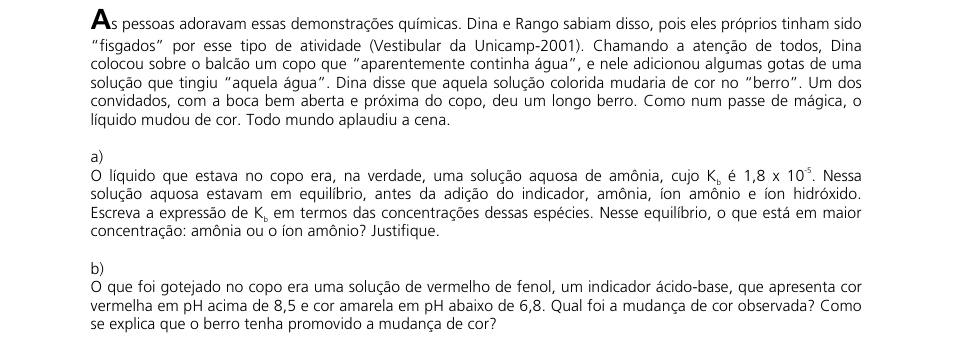 As pessoas adoravam essas demonstrações químicas. Dina e Rango sabiam disso, pois eles próprios tinham sido
"fisgados" por esse tipo de atividade (Vestibular da Unicamp-2001). Chamando a atenção de todos, Dina
colocou sobre o balcão um copo que "aparentemente continha água", e nele adicionou algumas gotas de uma
solução que tingiu "aquela água". Dina disse que aquela solução colorida mudaria de cor no "berro". Um dos
convidados, com a boca bem aberta e próxima do copo, deu um longo berro. Como num passe de mágica, o
líquido mudou de cor. Todo mundo aplaudiu a cena.
a)
O líquido que estava no copo era, na verdade, uma solução aquosa de amônia, cujo K_b é 1,8 x 10^-5. Nessa
solução aquosa estavam em equilíbrio, antes da adição do indicador, amônia, íon amônio e íon hidróxido.
Escreva a expressão de K_b em termos das concentrações dessas espécies. Nesse equilíbrio, o que está em maior
concentração: amônia ou o íon amônio? Justifique.
b)
O que foi gotejado no copo era uma solução de vermelho de fenol, um indicador ácido-base, que apresenta cor
vermelha em pH acima de 8,5 e cor amarela em pH abaixo de 6,8. Qual foi a mudança de cor observada? Como
se explica que o berro tenha promovido a mudança de cor?